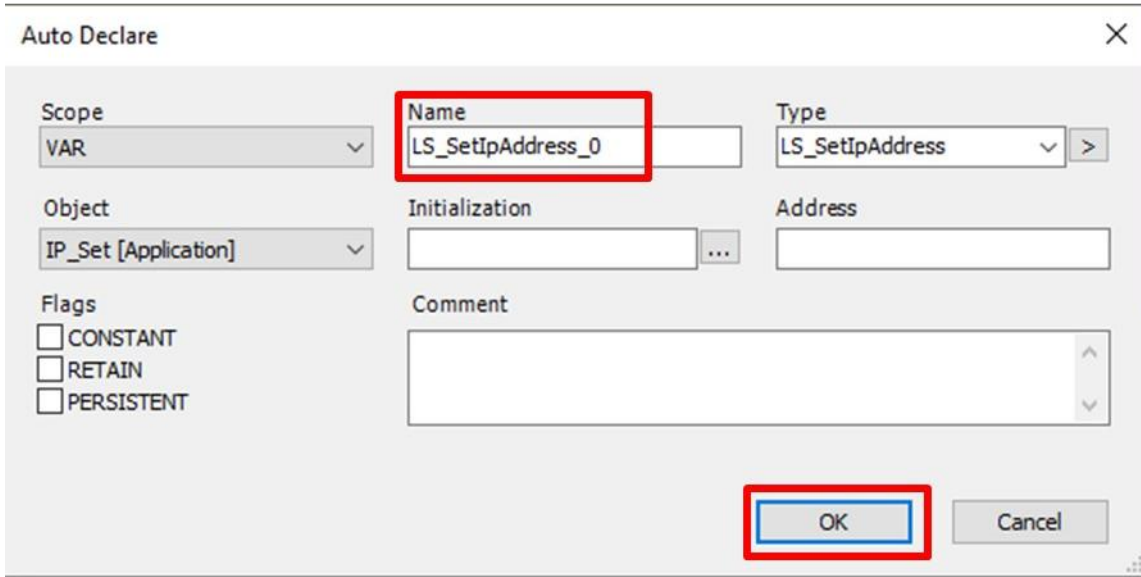 Auto Declare
Scope
Name
Type
VAR
LS_SetIpAddress_0
LS_SetIpAddress
>
Object
Initialization
Address
IP_Set [Application]
...
Flags
Comment
CONSTANT
RETAIN
PERSISTENT
OK
Cancel